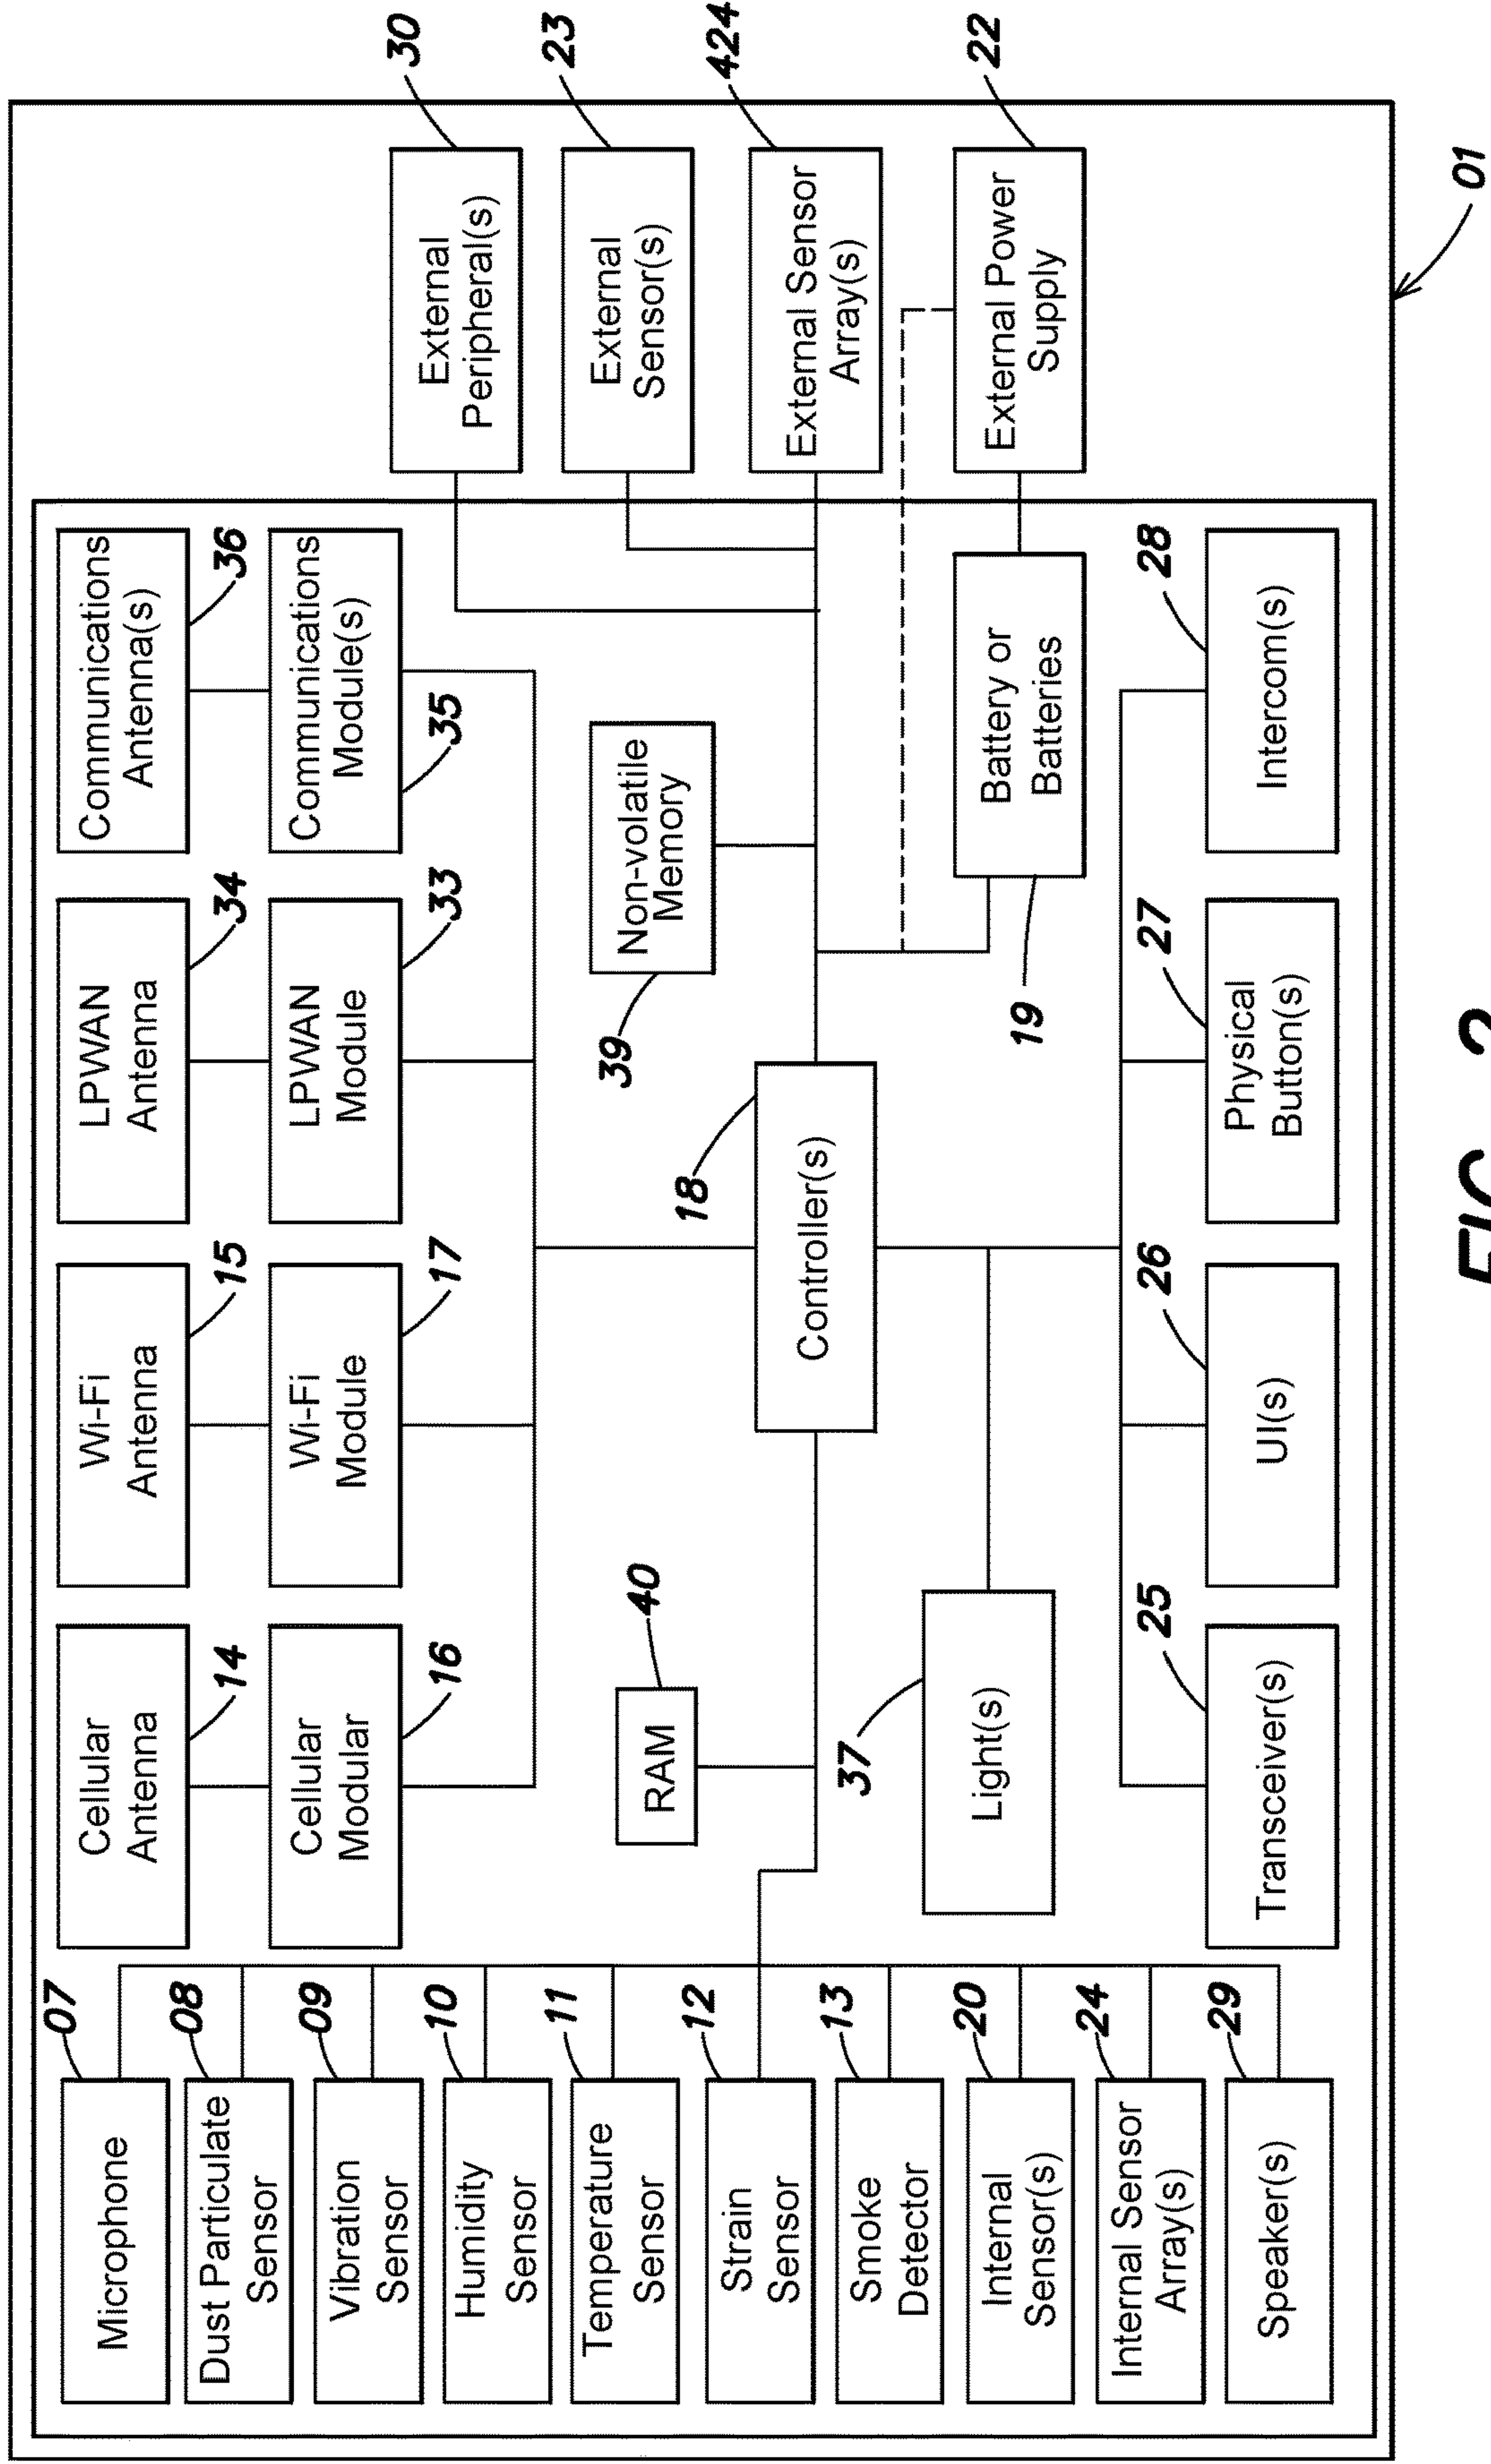 Microphone
07
Dust Particulate
Sensor
08
Vibration
Sensor
09
Humidity
Sensor
10
Temperature
Sensor
11
Strain
Sensor
12
Smoke
Detector
13
Internal
Sensor(s)
20
Internal Sensor
Array(s)
24
Speaker(s)
29
Cellular
Antenna
14
Wi-Fi
Antenna
15
LPWAN
Antenna
34
Communications
Antenna(s)
36
Cellular
Modular
16
Wi-Fi
Module
17
LPWAN
Module
33
Communications
Module(s)
35
RAM
40
Non-volatile
Memory
39
Controller(s)
18
Light(s)
37
Battery or
Batteries
19
Transceiver(s)
25
UI(s)
26
Physical
Button(s)
27
Intercom(s)
28
External
Peripheral(s)
30
External
Sensor(s)
23
External Sensor
Array(s)
424
External Power
Supply
22
01